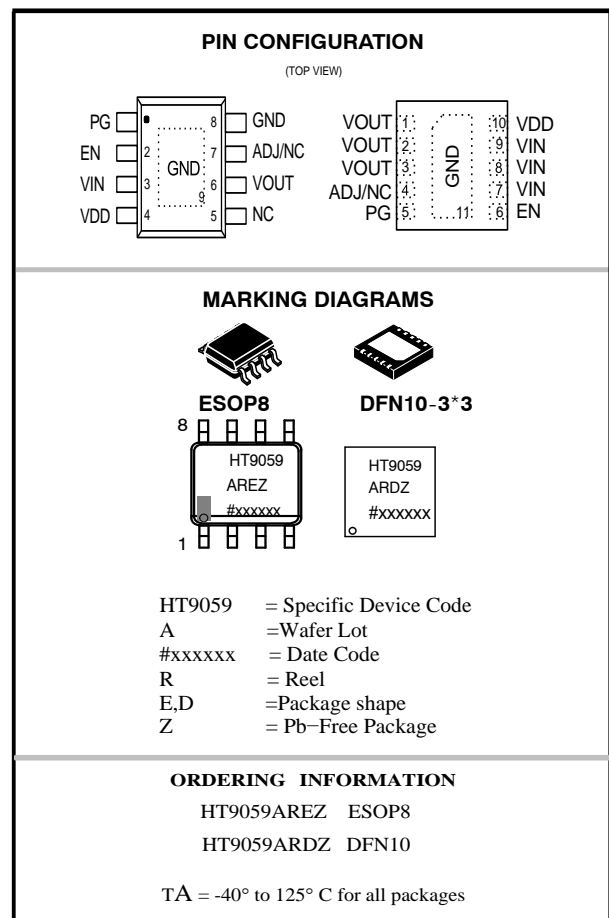 PIN CONFIGURATION
(TOP VIEW)
PG 8 GND
EN 2 7 ADJ/NC
VIN 3 GND 6 VOUT
9
VDD 4 5 NC
VOUT 1 10 VDD
VOUT 2 9 VIN
VOUT 3 GND 8 VIN
ADJ/NC 4 7 VIN
PG 5 11 6 EN
MARKING DIAGRAMS
ESOP8 DFN10-3*3
8
HT9059
AREZ
#xxxxxx
1
HT9059
ARDZ
#xxxxxx
HT9059 = Specific Device Code
A =Wafer Lot
#xxxxxx = Date Code
R = Reel
E,D =Package shape
Z = Pb−Free Package
ORDERING INFORMATION
HT9059AREZ ESOP8
HT9059ARDZ DFN10
TA = -40° to 125° C for all packages